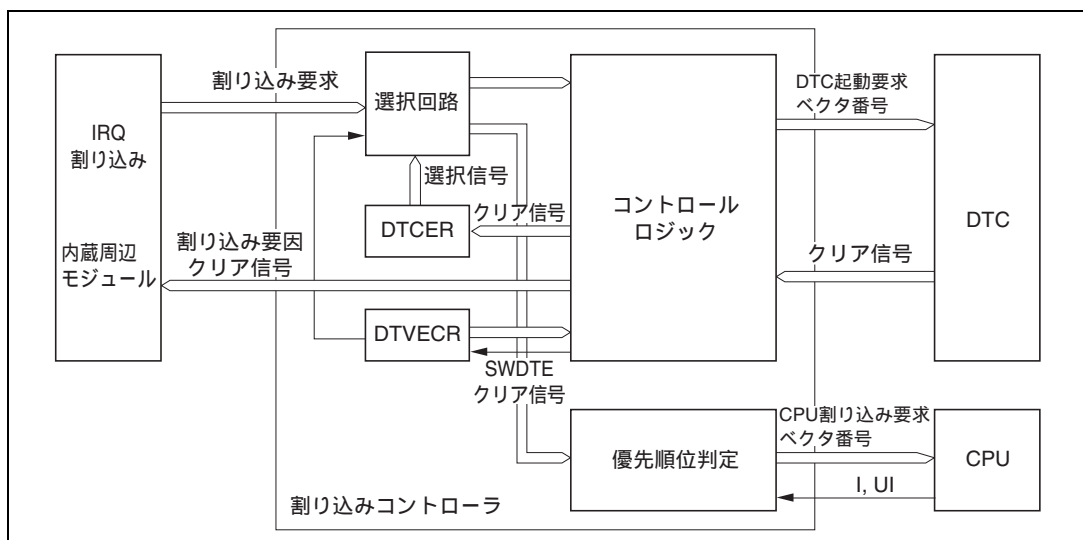 割り込み要求
IRQ
割り込み
内蔵周辺
モジュール
選択回路
選択信号
DTCER
クリア信号
割り込み要因
クリア信号
DTVECR
SWDTE
クリア信号
コントロール
ロジック
DTC起動要求
ベクタ番号
DTC
クリア信号
優先順位判定
CPU割り込み要求
ベクタ番号
CPU
I, UI
割り込みコントローラ